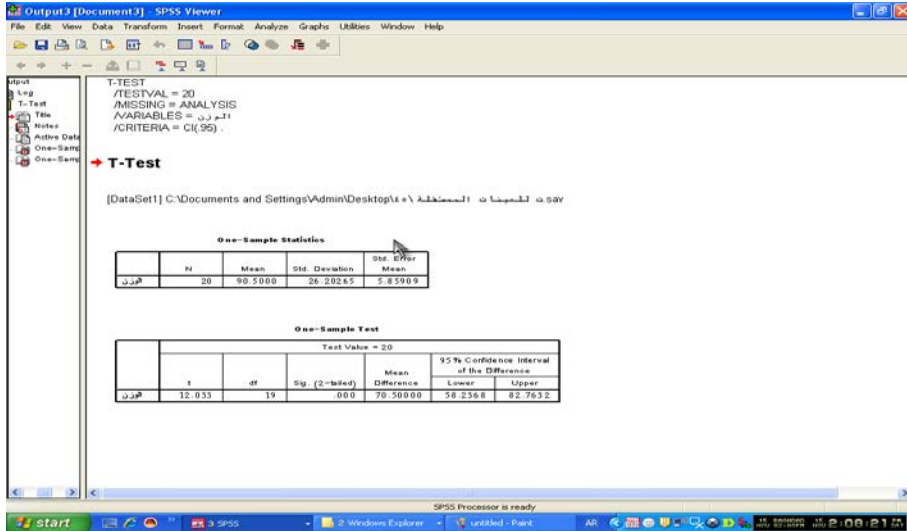 Output3 [Document3] - SPSS Viewer
File Edit View Data Transform Insert Format Analyze Graphs Utilities Window Help
Log
T-Test
Title
Notes
Active Data
One-Samp
One-Samp
T-TEST
/TESTVAL = 20
/MISSING = ANALYSIS
/VARIABLES = الوزن
/CRITERIA = CI(.95) .
T-Test
[DataSet1] C:\Documents and Settings\Admin\Desktop\ للعينات المستقلة .sav
One-Sample Statistics
N Mean Std. Deviation Std. Error Mean
الوزن 20 90.5000 26.20265 5.85909
One-Sample Test
Test Value = 20
t df Sig. (2-tailed) Mean Difference 95% Confidence Interval of the Difference
Lower Upper
الوزن 12.033 19 .000 70.50000 58.2368 82.7632
SPSS Processor is ready
start 3 SPSS 2 Windows Explorer untitled - Paint AR